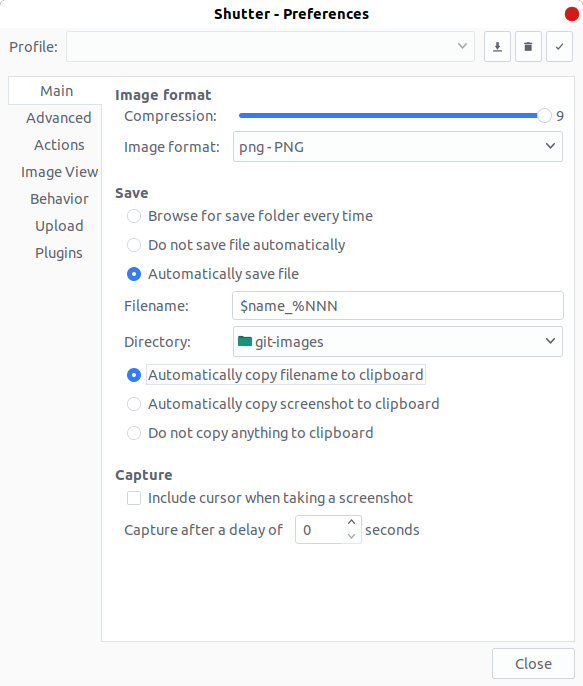 Shutter - Preferences
Profile:
Main
Advanced
Actions
Image View
Behavior
Upload
Plugins
Image format
Compression: 9
Image format: png - PNG
Save
Browse for save folder every time
Do not save file automatically
Automatically save file
Filename: $name_%NNN
Directory: git-images
Automatically copy filename to clipboard
Automatically copy screenshot to clipboard
Do not copy anything to clipboard
Capture
Include cursor when taking a screenshot
Capture after a delay of 0 seconds
Close